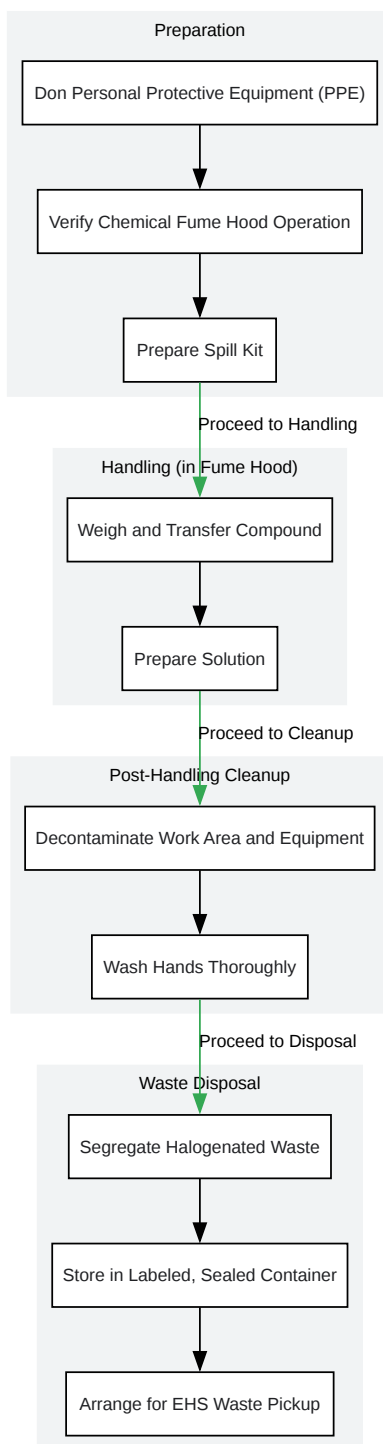 Preparation
Don Personal Protective Equipment (PPE)
Verify Chemical Fume Hood Operation
Prepare Spill Kit
Proceed to Handling
Handling (in Fume Hood)
Weigh and Transfer Compound
Prepare Solution
Proceed to Cleanup
Post-Handling Cleanup
Decontaminate Work Area and Equipment
Wash Hands Thoroughly
Proceed to Disposal
Waste Disposal
Segregate Halogenated Waste
Store in Labeled, Sealed Container
Arrange for EHS Waste Pickup